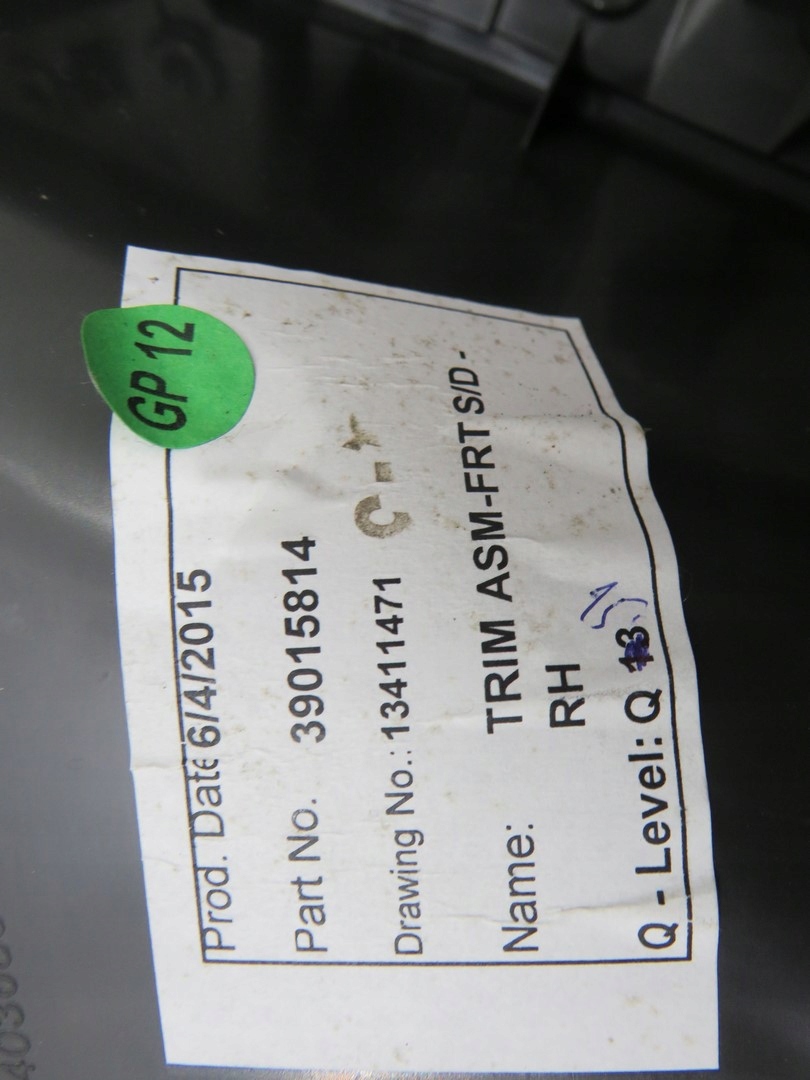 GP 12
Prod. Date 6/4/2015
Part No. 39015814
Drawing No.: 13411471
Name: TRIM ASM-FRT S/D -
RH
Q - Level: Q